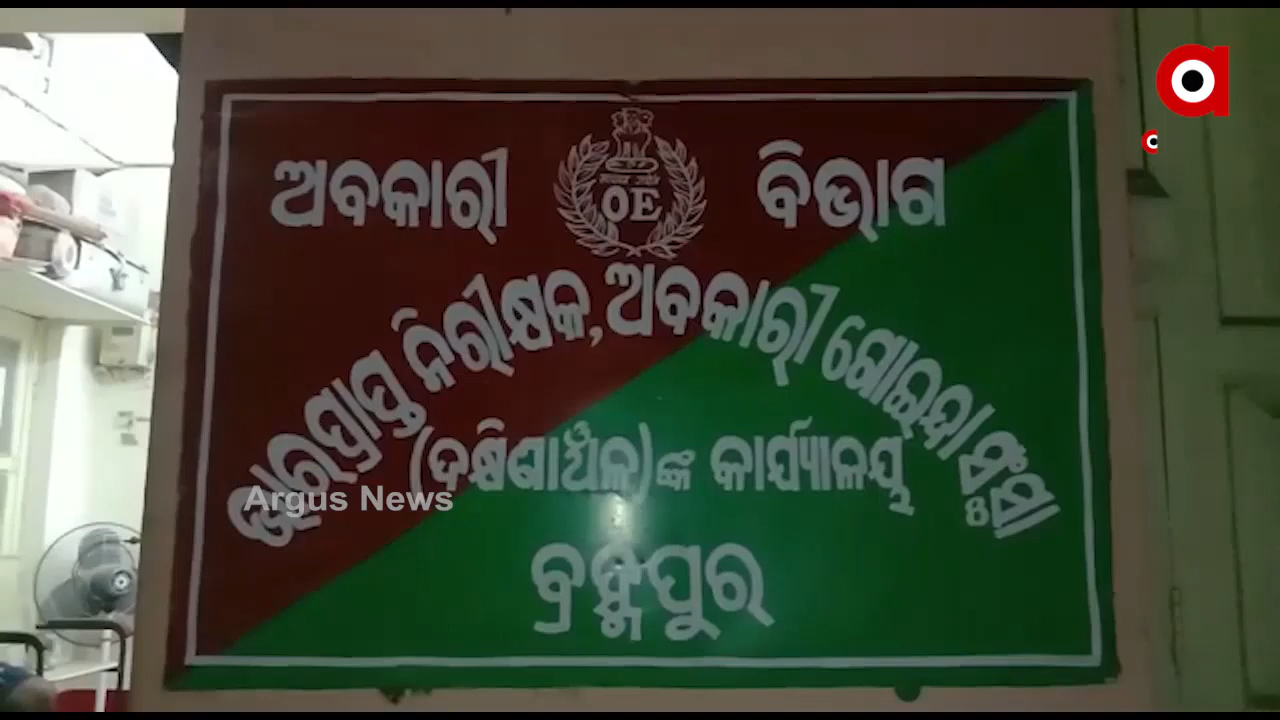 ଅବକାରୀ OE ବିଭାଗ
ଭାରପ୍ରାପ୍ତ ନିରୀକ୍ଷକ, ଅବକାରୀ ଗୋଇନ୍ଦା ସଂସ୍ଥା
(ଦକ୍ଷିଣାଞ୍ଚଳ)ଙ୍କ କାର୍ଯ୍ୟାଳୟ
ବ୍ରହ୍ମପୁର
Argus News